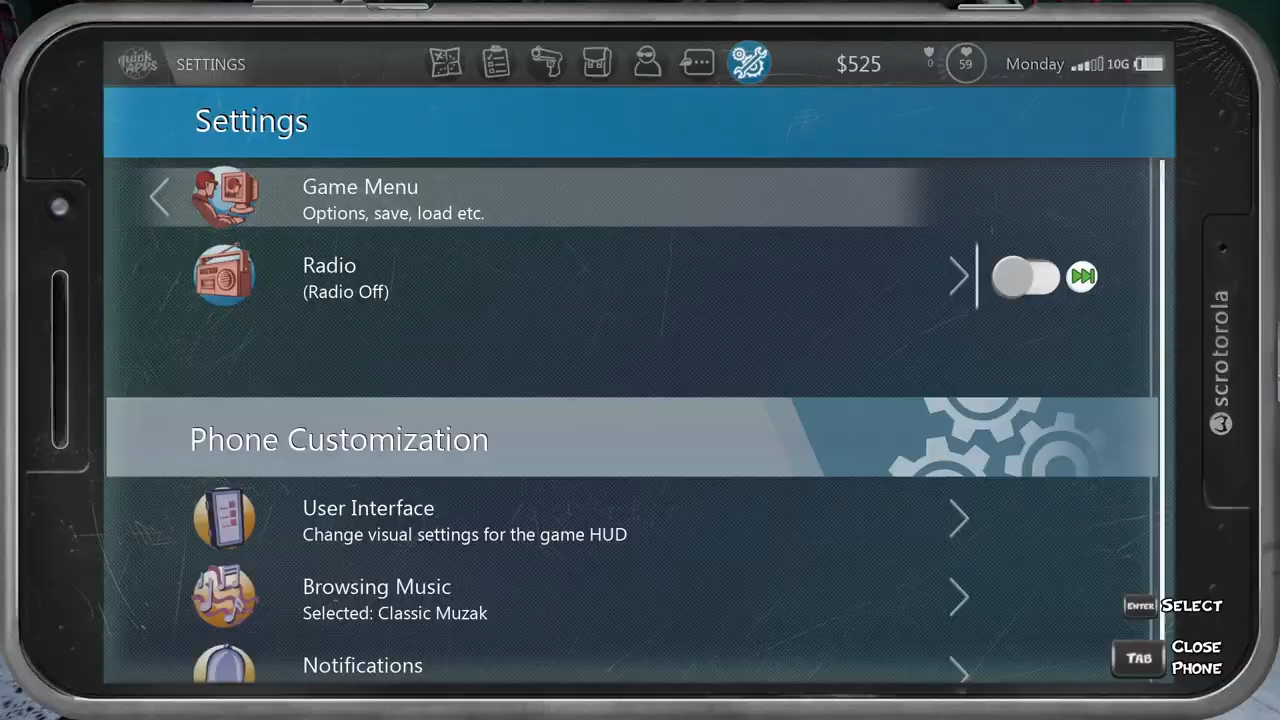 Quick Apps
SETTINGS
$525
0
59
Monday
10G
Settings
Game Menu
Options, save, load etc.
Radio
(Radio Off)
Phone Customization
User Interface
Change visual settings for the game HUD
Browsing Music
Selected: Classic Muzak
Notifications
ENTER SELECT
TAB CLOSE PHONE
scrotorola